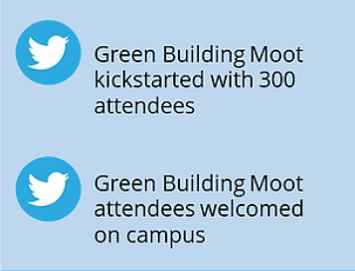 Green Building Moot
kickstarted with 300
attendees
Green Building Moot
attendees welcomed
on campus